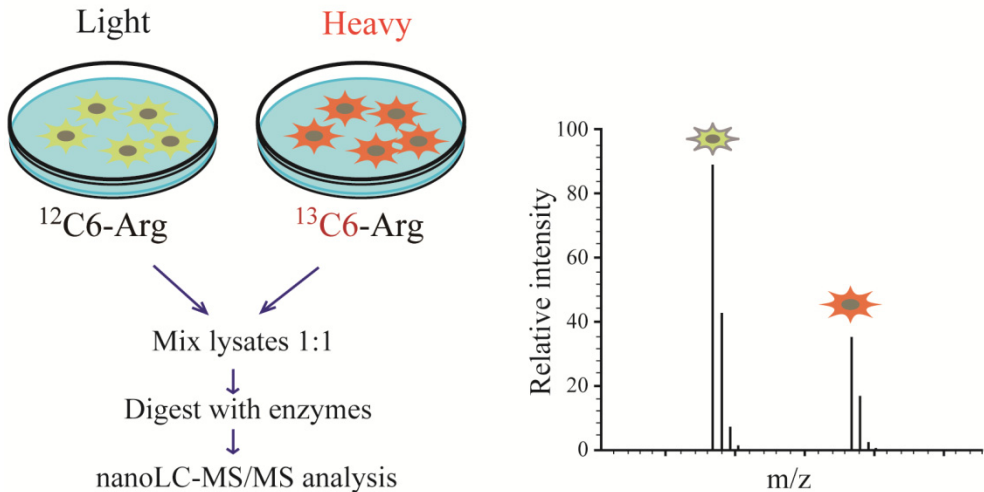 Light
Heavy
¹²C6-Arg
¹³C6-Arg
Mix lysates 1:1
Digest with enzymes
nanoLC-MS/MS analysis
Relative intensity
100
80
60
40
20
0
m/z